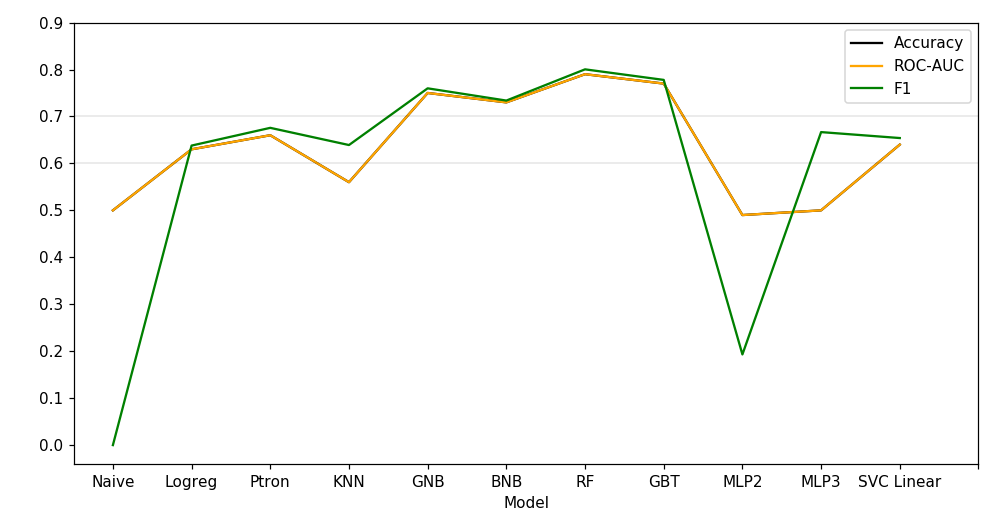 0.9
0.8
0.7
0.6
0.5
0.4
0.3
0.2
0.1
0.0
Accuracy
ROC-AUC
F1
Naive Logreg Ptron KNN GNB BNB RF GBT MLP2 MLP3 SVC Linear
Model